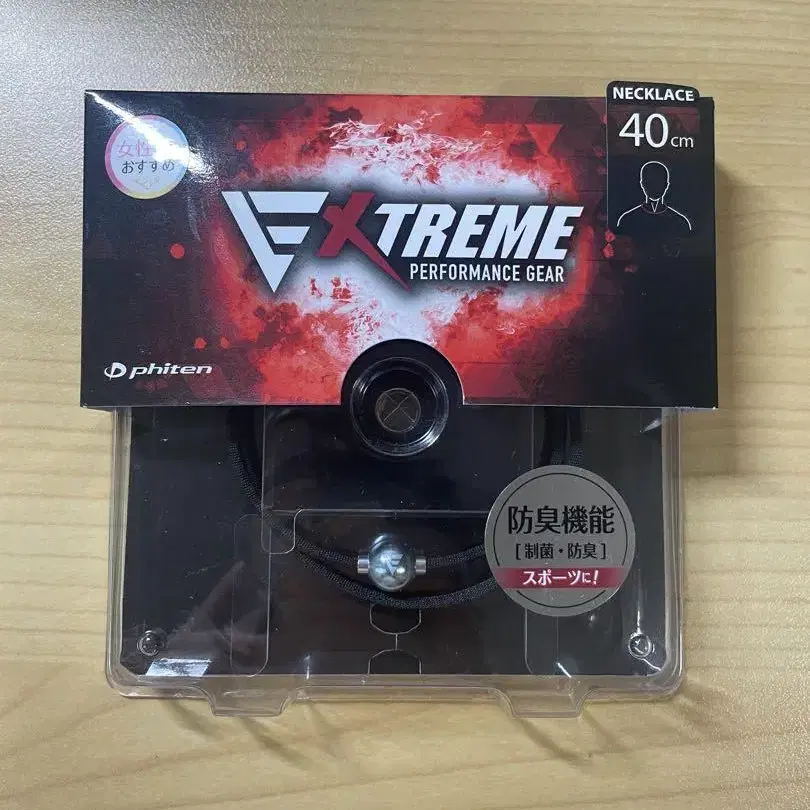 NECKLACE
40cm
女性
おすすめ
EXTREME
PERFORMANCE GEAR
phiten
防臭機能
[制菌・防臭]
スポーツに!